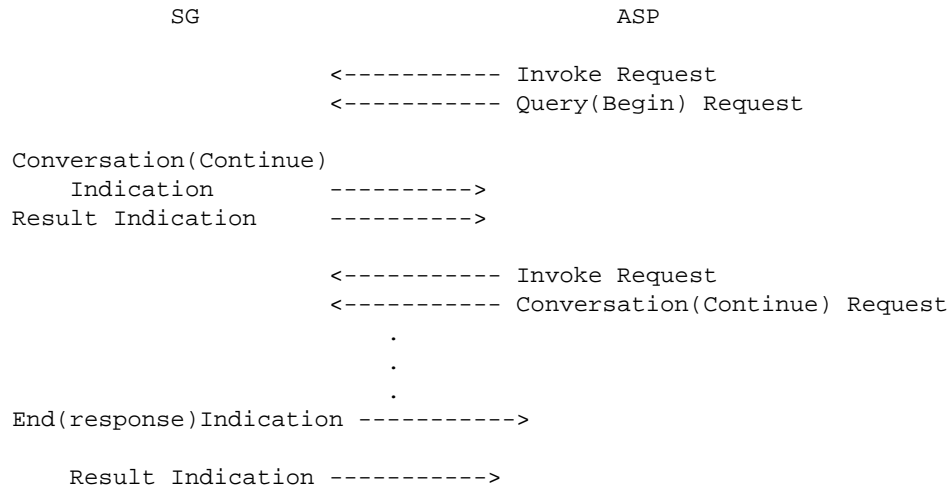 SG                                ASP
<----------- Invoke Request
<----------- Query(Begin) Request
Conversation(Continue)
Indication ---------->
Result Indication ---------->
<----------- Invoke Request
<----------- Conversation(Continue) Request
.
.
.
End(response)Indication ----------->
Result Indication ----------->